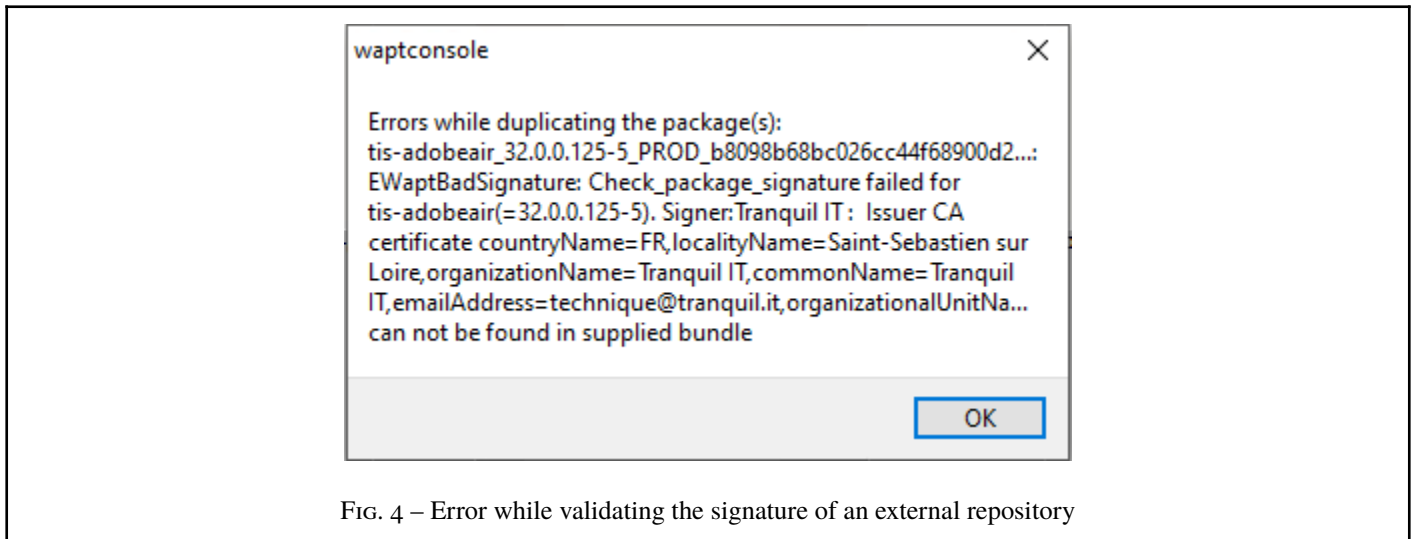 waptconsole
Errors while duplicating the package(s):
tis-adobeair_32.0.0.125-5_PROD_b8098b68bc026cc44f68900d2...:
EWaptBadSignature: Check_package_signature failed for
tis-adobeair(=32.0.0.125-5). Signer:Tranquil IT :  Issuer CA
certificate countryName=FR,localityName=Saint-Sebastien sur
Loire,organizationName=Tranquil IT,commonName=Tranquil
IT,emailAddress=technique@tranquil.it,organizationalUnitNa...
can not be found in supplied bundle
OK
Fig. 4 – Error while validating the signature of an external repository